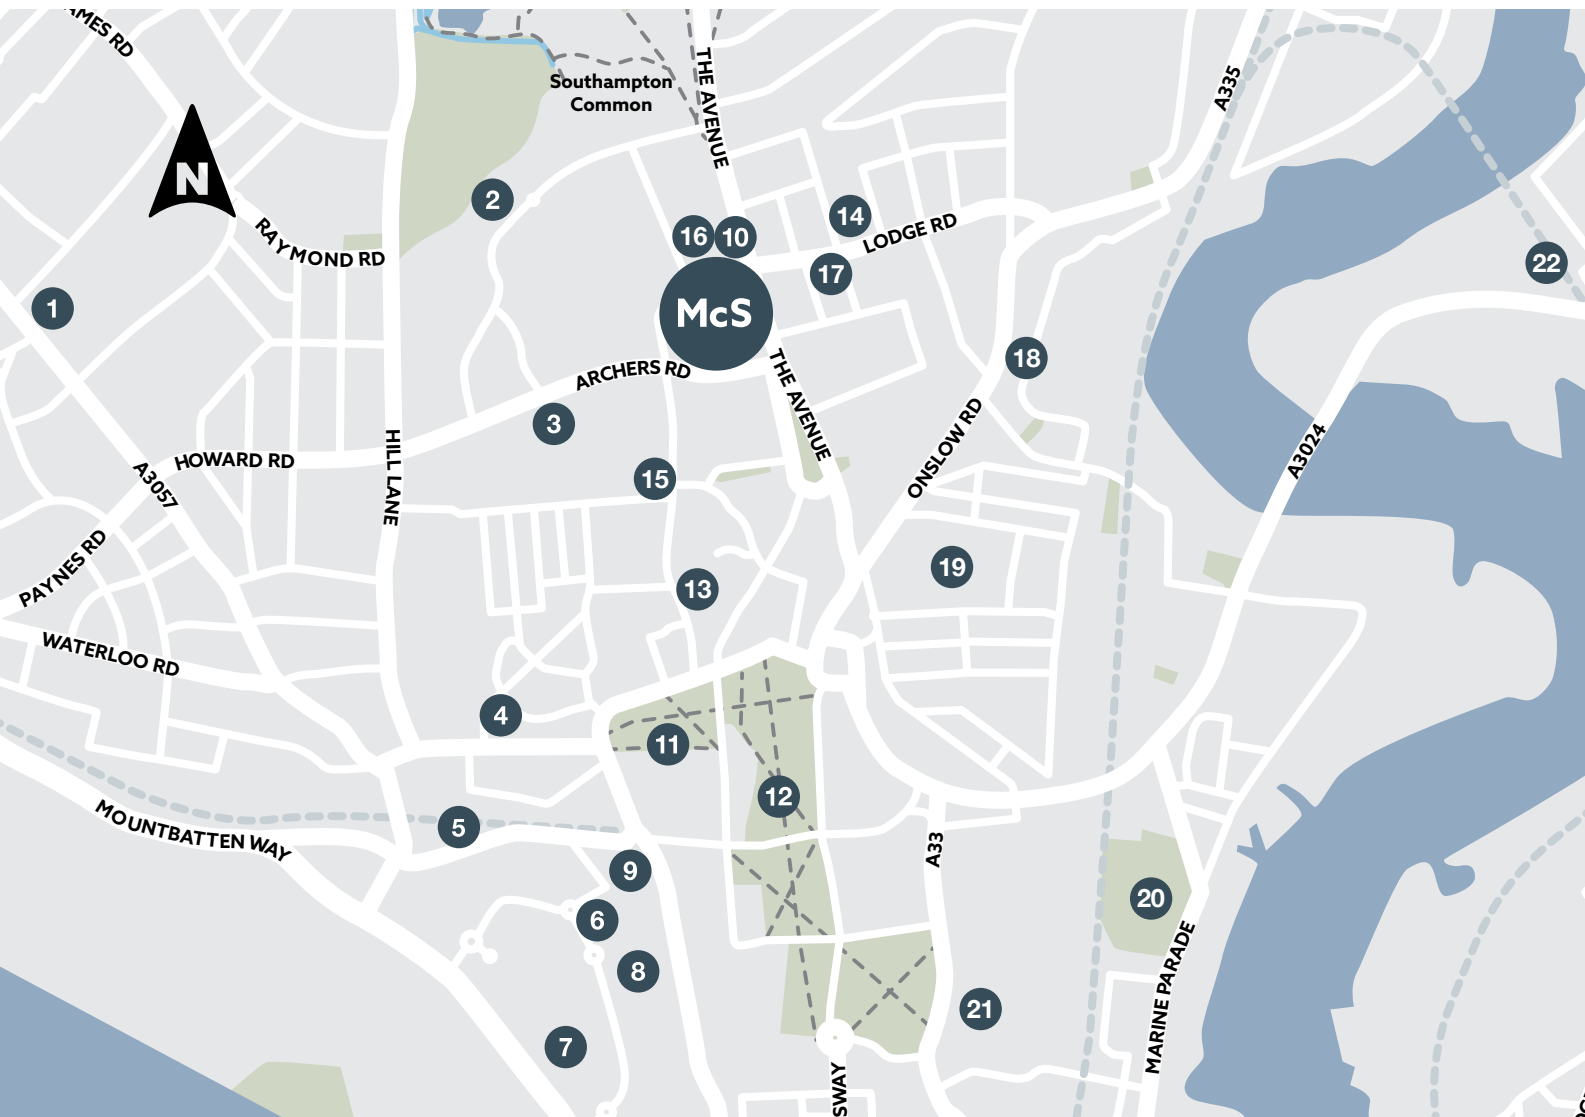 AMES RD
THE AVENUE
A335
Southampton
Common
N
2
RAYMOND RD
14
LODGE RD
16
10
17
22
1
McS
18
ARCHERS RD
THE AVENUE
3
ONSLOW RD
A3024
HILL LANE
HOWARD RD
A3057
15
PAYNES RD
19
13
WATERLOO RD
4
11
12
MOUNTBATTEN WAY
5
A33
9
20
6
8
MARINE PARADE
21
7
SWAY